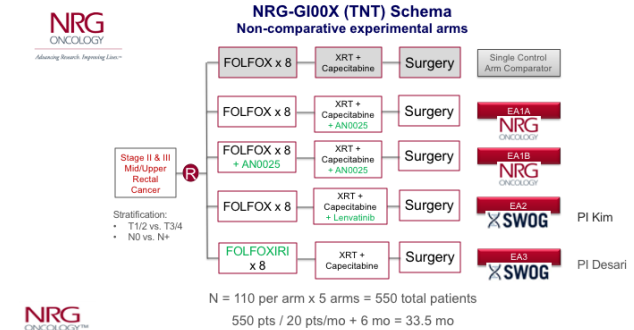 NRG-GI00X (TNT) Schema
Non-comparative experimental arms
NRG
ONCOLOGY
Advancing Research. Improving Lives.™
FOLFOX x 8
XRT +
Capecitabine
Surgery
Single Control
Arm Comparator
FOLFOX x 8
XRT +
Capecitabine
+ AN0025
Surgery
EA1A
NRG
ONCOLOGY
Stage II & III
Mid/Upper
Rectal
Cancer
R
FOLFOX x 8
+ AN0025
XRT +
Capecitabine
+ AN0025
Surgery
EA1B
NRG
ONCOLOGY
Stratification:
• T1/2 vs. T3/4
• N0 vs. N+
FOLFOX x 8
XRT +
Capecitabine
+ Lenvatinib
Surgery
EA2
SWOG
PI Kim
FOLFOXIRI
x 8
XRT +
Capecitabine
Surgery
EA3
SWOG
PI Desari
N = 110 per arm x 5 arms = 550 total patients
550 pts / 20 pts/mo + 6 mo = 33.5 mo
NRG
ONCOLOGY™